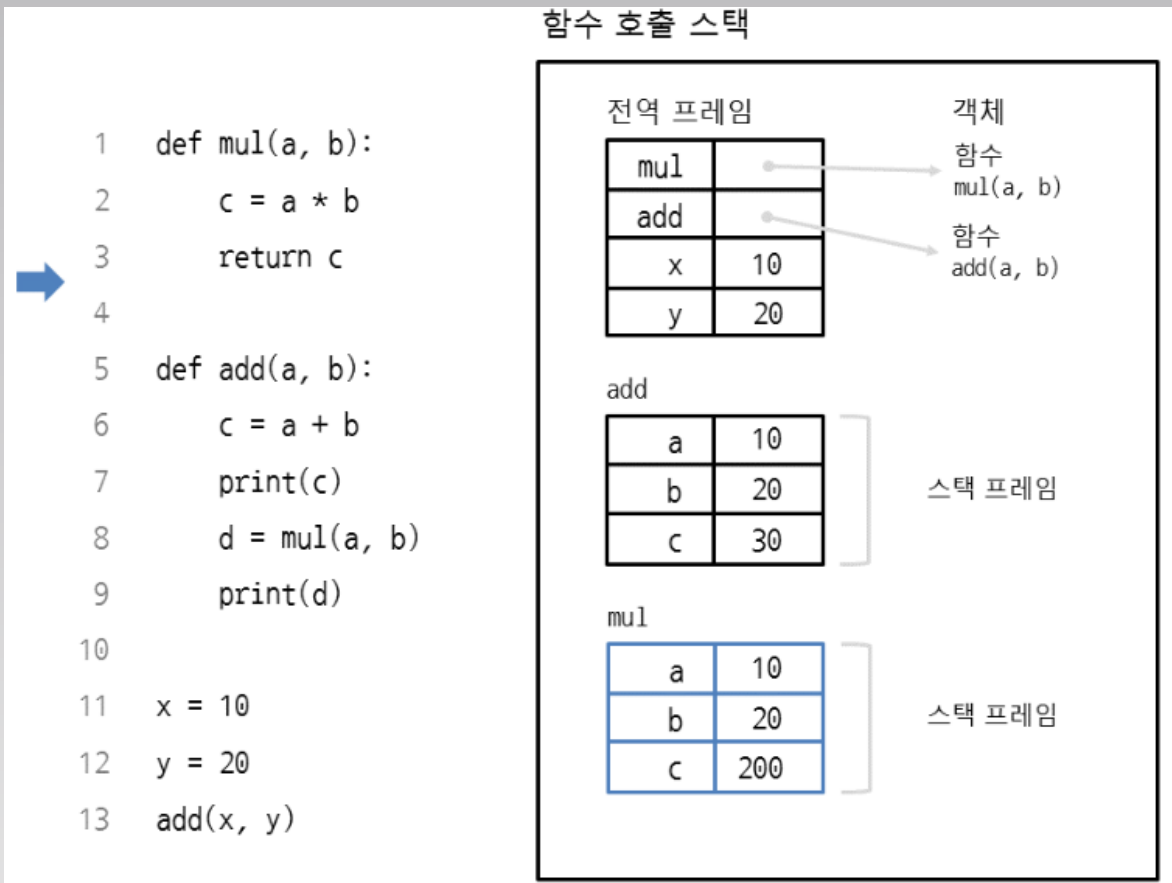 함수 호출 스택
1 def mul(a, b):
2 c = a * b
3 return c
4
5 def add(a, b):
6 c = a + b
7 print(c)
8 d = mul(a, b)
9 print(d)
10
11 x = 10
12 y = 20
13 add(x, y)
전역 프레임
mul
add
x 10
y 20
객체
함수
mul(a, b)
함수
add(a, b)
add
a 10
b 20
c 30
스택 프레임
mul
a 10
b 20
c 200
스택 프레임